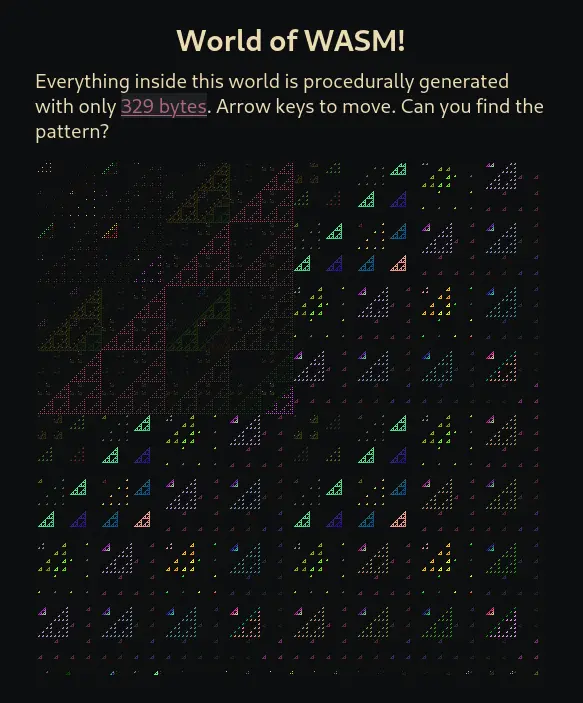 World of WASM!
Everything inside this world is procedurally generated
with only 329 bytes. Arrow keys to move. Can you find the
pattern?